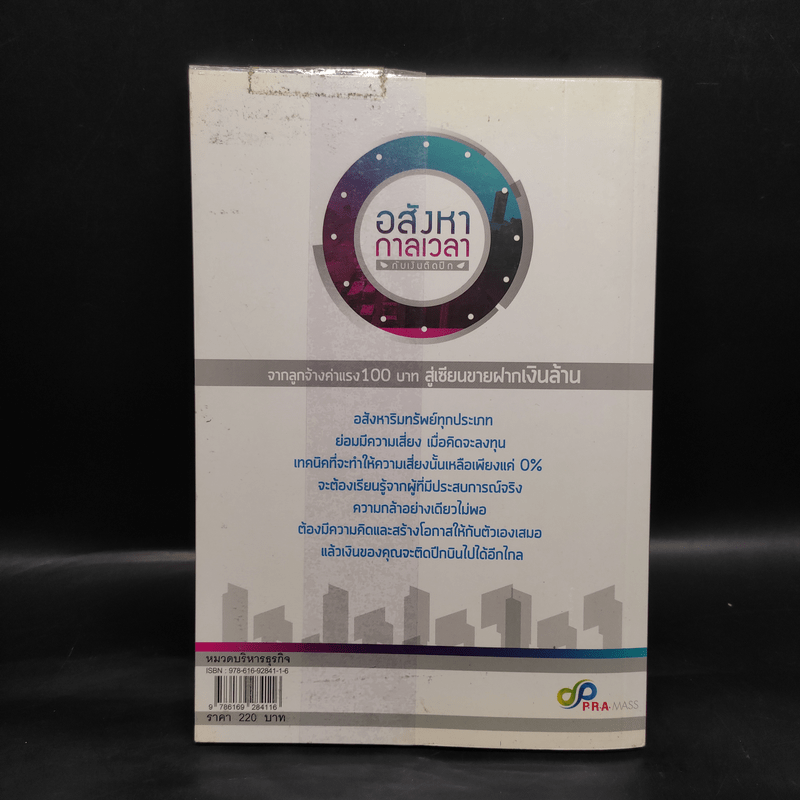 อสังหา
กาลเวลา
กับเงินติดปีก
จากลูกจ้างค่าแรง100 บาท สู่เซียนขายฝากเงินล้าน
อสังหาริมทรัพย์ทุกประเภท
ย่อมมีความเสี่ยง เมื่อคิดจะลงทุน
เทคนิคที่จะทำให้ความเสี่ยงนั้นเหลือเพียงแค่ 0%
จะต้องเรียนรู้จากผู้ที่มีประสบการณ์จริง
ความกล้าอย่างเดียวไม่พอ
ต้องมีความคิดและสร้างโอกาสให้กับตัวเองเสมอ
แล้วเงินของคุณจะติดปีกบินไปได้อีกไกล
หมวดบริหารธุรกิจ
ISBN : 978-616-92841-1-6
9 786169 284116
ราคา 220 บาท
P.R.A.MASS